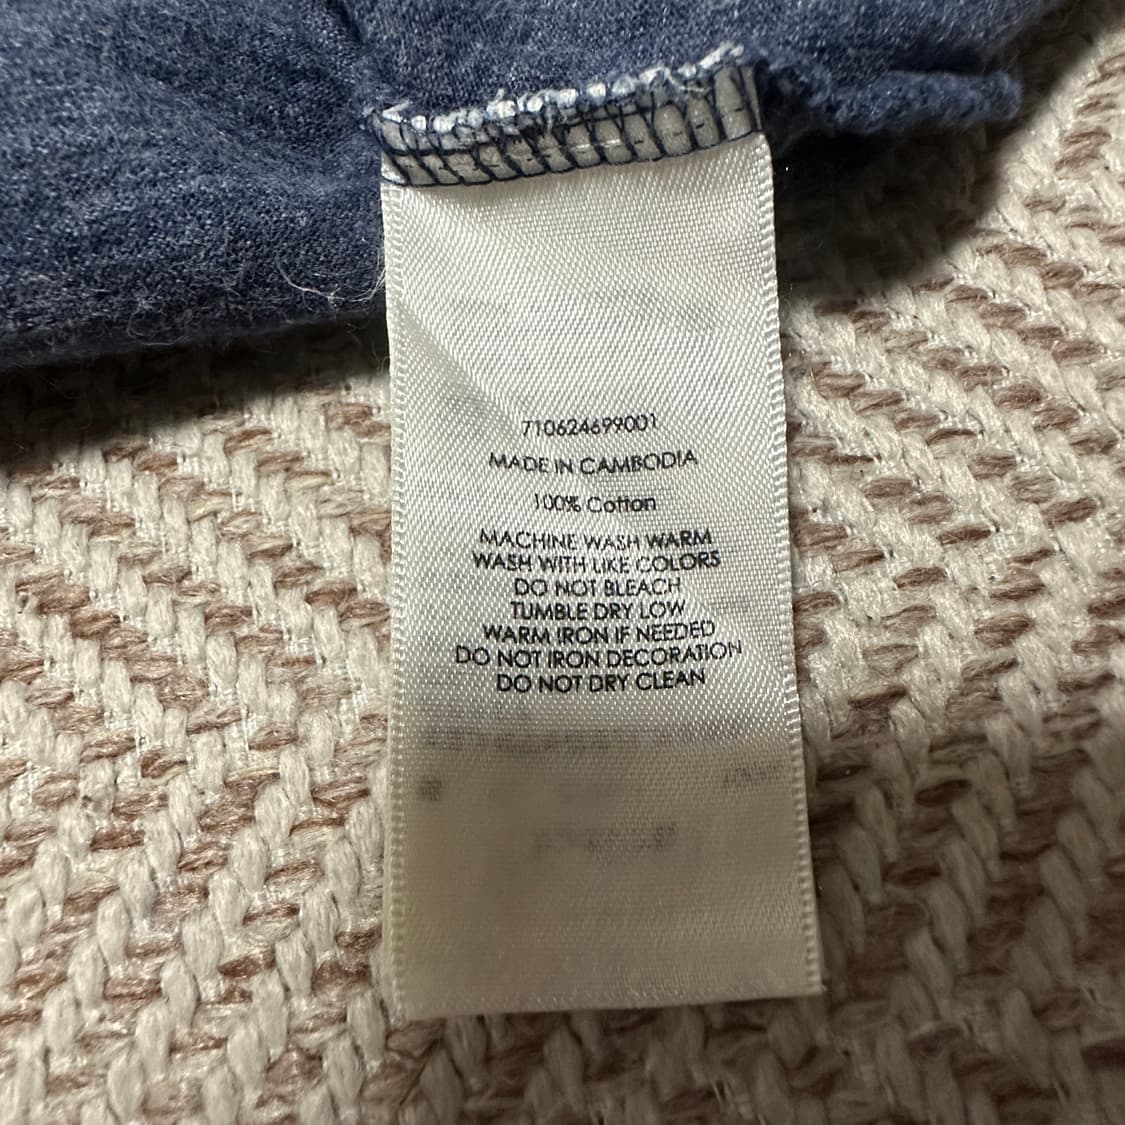 710624699001
MADE IN CAMBODIA
100% Cotton
MACHINE WASH WARM
WASH WITH LIKE COLORS
DO NOT BLEACH
TUMBLE DRY LOW
WARM IRON IF NEEDED
DO NOT IRON DECORATION
DO NOT DRY CLEAN